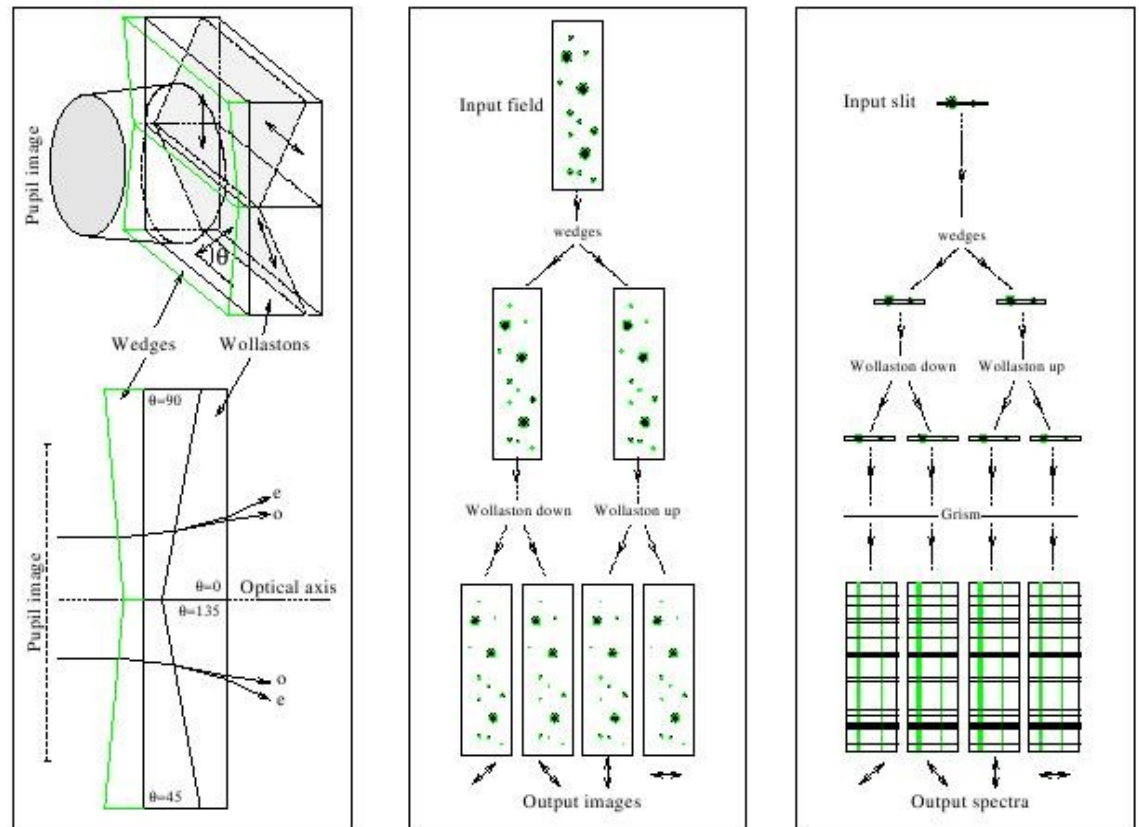 Pupil image
θ
Wedges
Wollastons
θ=90
e
o
Pupil image
θ=0
Optical axis
θ=135
o
e
θ=45
Input field
wedges
Wollaston down
Wollaston up
Output images
Input slit
wedges
Wollaston down
Wollaston up
Grism
Output spectra